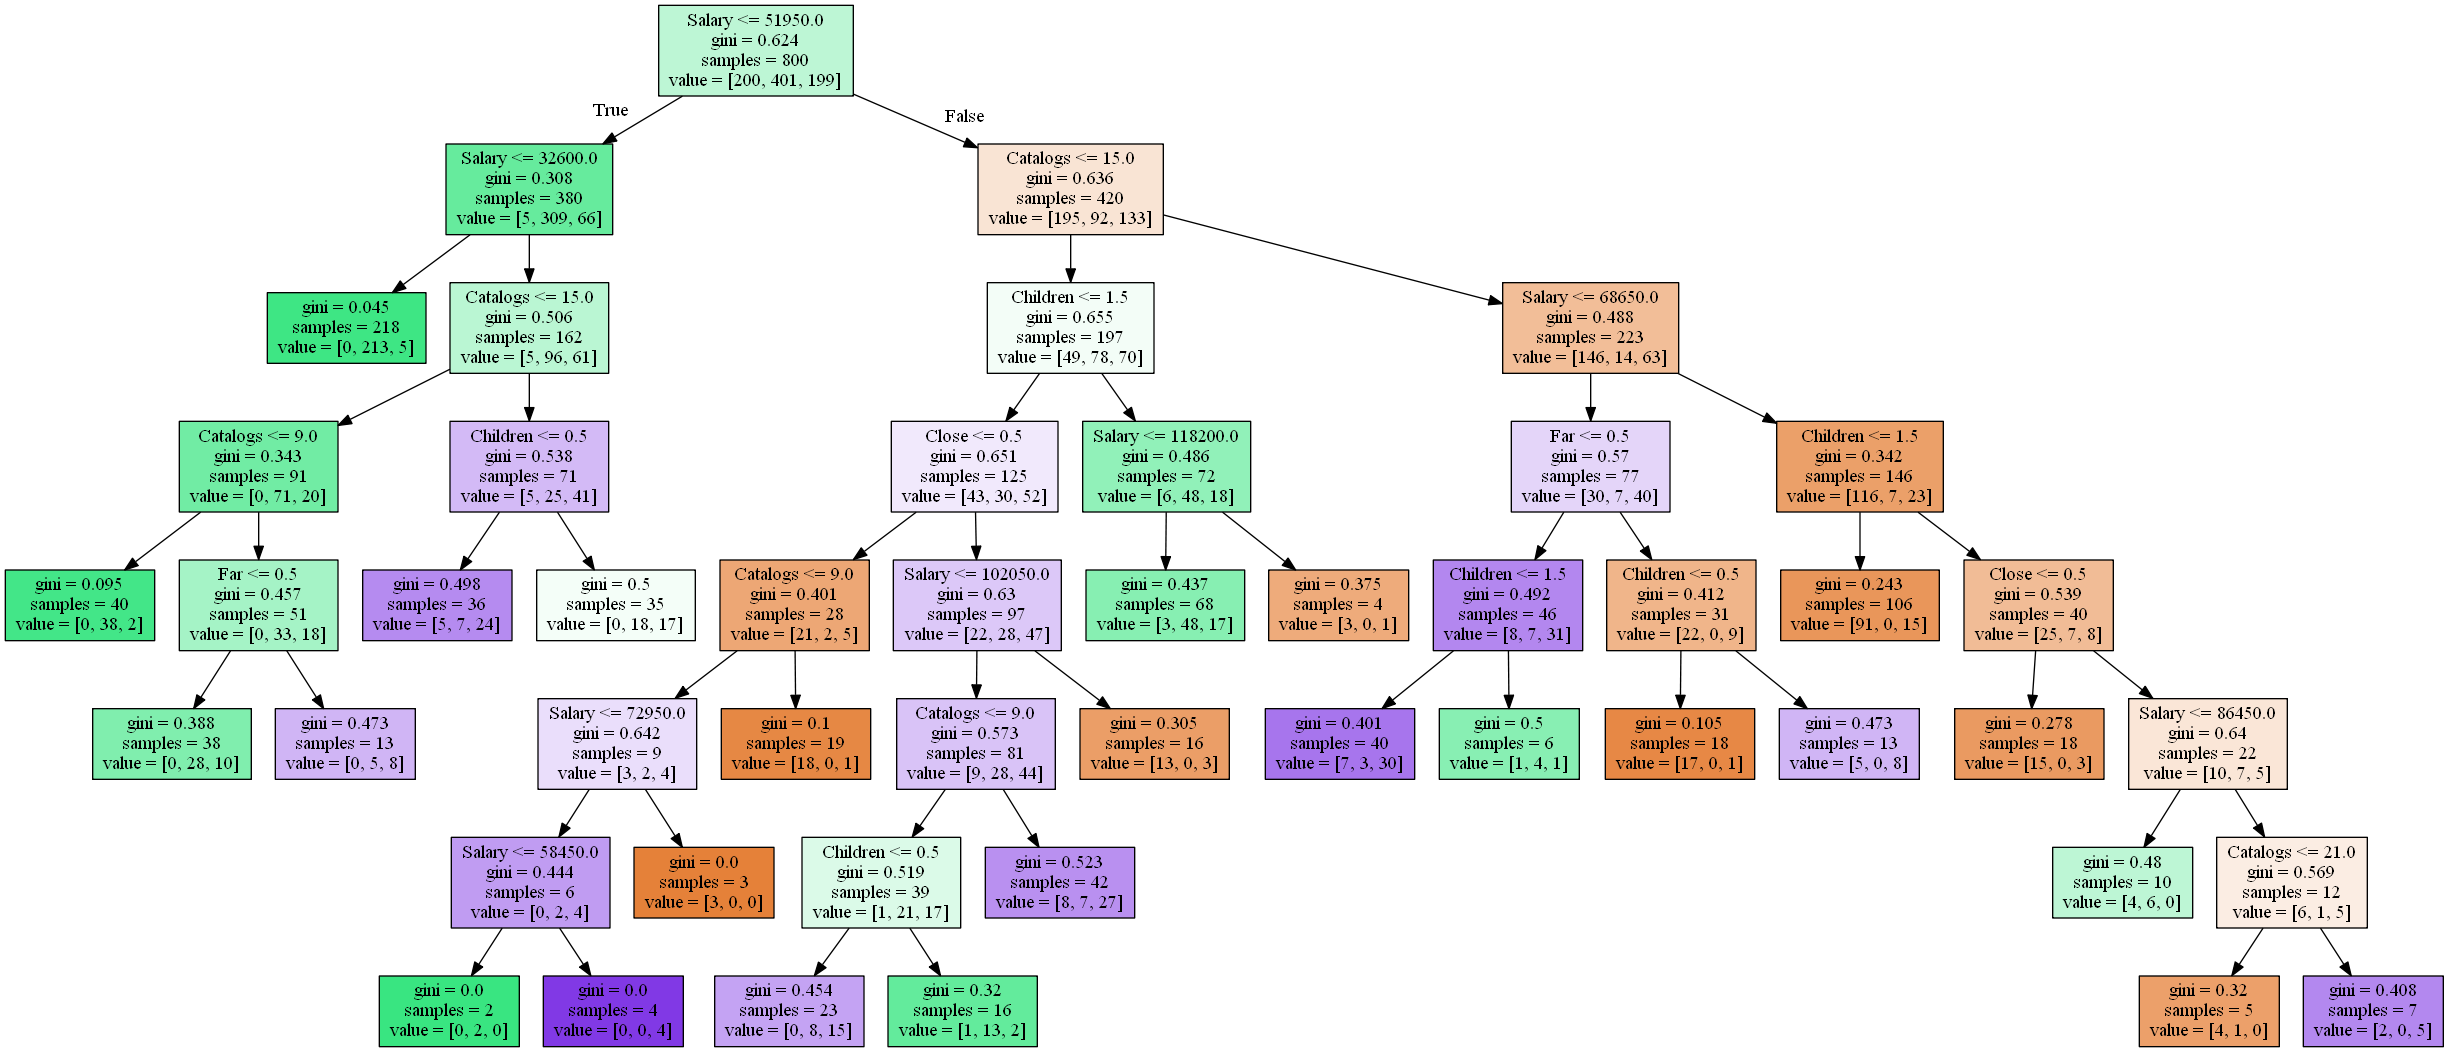 Salary <= 51950.0
gini = 0.624
samples = 800
value = [200, 401, 199]
True
False
Salary <= 32600.0
gini = 0.308
samples = 380
value = [5, 309, 66]
Catalogs <= 15.0
gini = 0.636
samples = 420
value = [195, 92, 133]
gini = 0.045
samples = 218
value = [0, 213, 5]
Catalogs <= 15.0
gini = 0.506
samples = 162
value = [5, 96, 61]
Children <= 1.5
gini = 0.655
samples = 197
value = [49, 78, 70]
Salary <= 68650.0
gini = 0.488
samples = 223
value = [146, 14, 63]
Catalogs <= 9.0
gini = 0.343
samples = 91
value = [0, 71, 20]
Children <= 0.5
gini = 0.538
samples = 71
value = [5, 25, 41]
Close <= 0.5
gini = 0.651
samples = 125
value = [43, 30, 52]
Salary <= 118200.0
gini = 0.486
samples = 72
value = [6, 48, 18]
Far <= 0.5
gini = 0.57
samples = 77
value = [30, 7, 40]
Children <= 1.5
gini = 0.342
samples = 146
value = [116, 7, 23]
gini = 0.095
samples = 40
value = [0, 38, 2]
Far <= 0.5
gini = 0.457
samples = 51
value = [0, 33, 18]
gini = 0.498
samples = 36
value = [5, 7, 24]
gini = 0.5
samples = 35
value = [0, 18, 17]
Catalogs <= 9.0
gini = 0.401
samples = 28
value = [21, 2, 5]
Salary <= 102050.0
gini = 0.63
samples = 97
value = [22, 28, 47]
gini = 0.437
samples = 68
value = [3, 48, 17]
gini = 0.375
samples = 4
value = [3, 0, 1]
Children <= 1.5
gini = 0.492
samples = 46
value = [8, 7, 31]
Children <= 0.5
gini = 0.412
samples = 31
value = [22, 0, 9]
gini = 0.243
samples = 106
value = [91, 0, 15]
Close <= 0.5
gini = 0.539
samples = 40
value = [25, 7, 8]
gini = 0.388
samples = 38
value = [0, 28, 10]
gini = 0.473
samples = 13
value = [0, 5, 8]
Salary <= 72950.0
gini = 0.642
samples = 9
value = [3, 2, 4]
gini = 0.1
samples = 19
value = [18, 0, 1]
Catalogs <= 9.0
gini = 0.573
samples = 81
value = [9, 28, 44]
gini = 0.305
samples = 16
value = [13, 0, 3]
gini = 0.401
samples = 40
value = [7, 3, 30]
gini = 0.5
samples = 6
value = [1, 4, 1]
gini = 0.105
samples = 18
value = [17, 0, 1]
gini = 0.473
samples = 13
value = [5, 0, 8]
gini = 0.278
samples = 18
value = [15, 0, 3]
Salary <= 86450.0
gini = 0.64
samples = 22
value = [10, 7, 5]
Salary <= 58450.0
gini = 0.444
samples = 6
value = [0, 2, 4]
gini = 0.0
samples = 3
value = [3, 0, 0]
Children <= 0.5
gini = 0.519
samples = 39
value = [1, 21, 17]
gini = 0.523
samples = 42
value = [8, 7, 27]
gini = 0.48
samples = 10
value = [4, 6, 0]
Catalogs <= 21.0
gini = 0.569
samples = 12
value = [6, 1, 5]
gini = 0.0
samples = 2
value = [0, 2, 0]
gini = 0.0
samples = 4
value = [0, 0, 4]
gini = 0.454
samples = 23
value = [0, 8, 15]
gini = 0.32
samples = 16
value = [1, 13, 2]
gini = 0.32
samples = 5
value = [4, 1, 0]
gini = 0.408
samples = 7
value = [2, 0, 5]